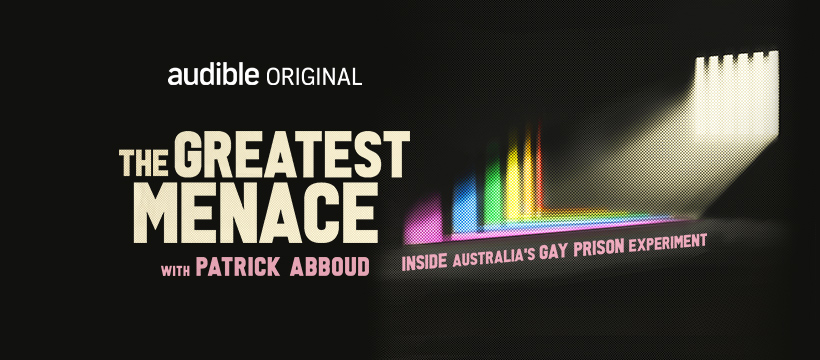 audible ORIGINAL
THE GREATEST
MENACE
WITH PATRICK ABBOUD
INSIDE AUSTRALIA'S GAY PRISON EXPERIMENT